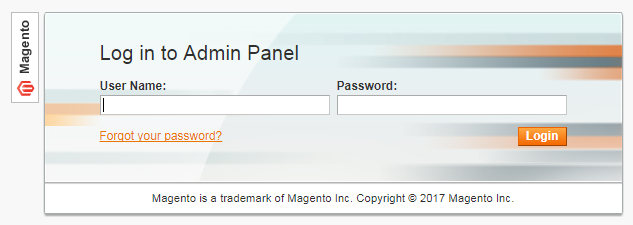 Magento
Log in to Admin Panel
User Name: Password:
Forgot your password? Login
Magento is a trademark of Magento Inc. Copyright © 2017 Magento Inc.